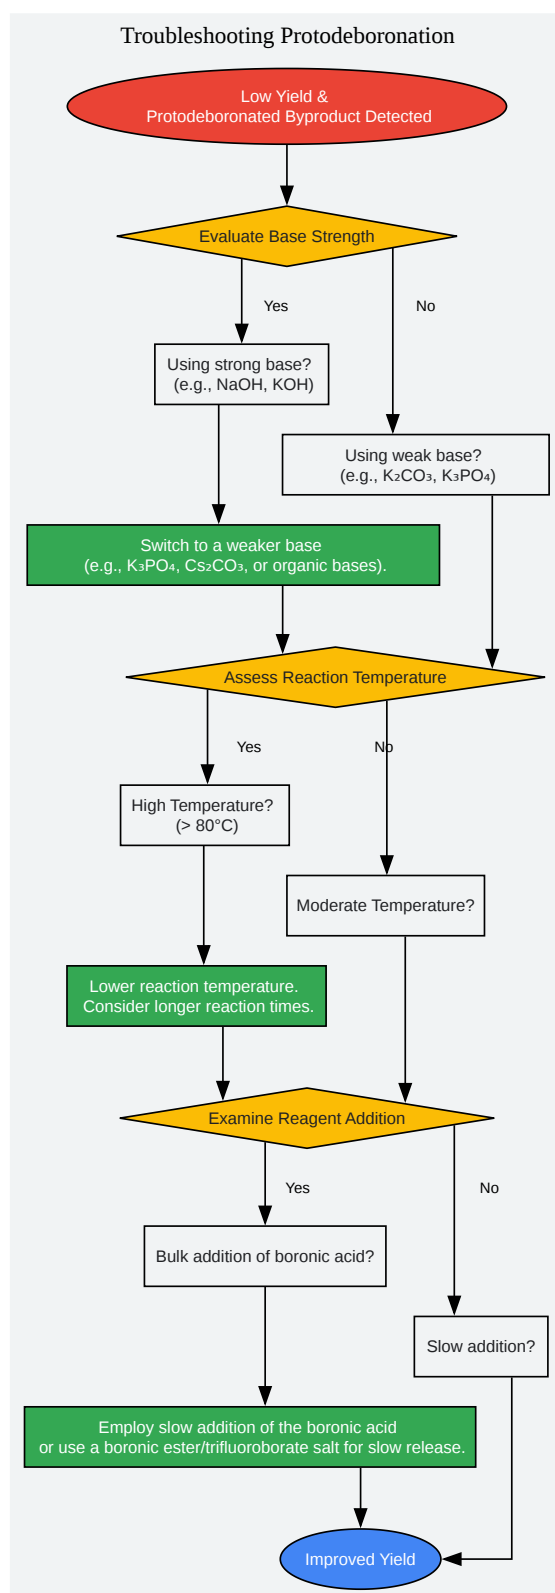 Troubleshooting Protodeboronation
Low Yield &
Protodeboronated Byproduct Detected
Evaluate Base Strength
Yes
No
Using strong base?
(e.g., NaOH, KOH)
Using weak base?
(e.g., K₂CO₃, K₃PO₄)
Switch to a weaker base
(e.g., K₃PO₄, Cs₂CO₃, or organic bases).
Assess Reaction Temperature
Yes
No
High Temperature?
(> 80°C)
Moderate Temperature?
Lower reaction temperature.
Consider longer reaction times.
Examine Reagent Addition
Yes
No
Bulk addition of boronic acid?
Slow addition?
Employ slow addition of the boronic acid
or use a boronic ester/trifluoroborate salt for slow release.
Improved Yield